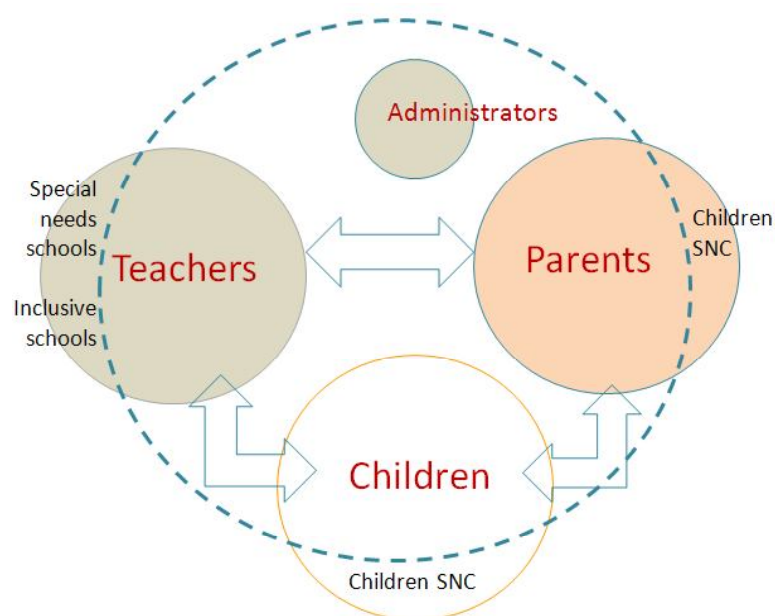 Administrators
Special
needs
schools
Inclusive
schools
Teachers
Parents
Children
SNC
Children
Children SNC